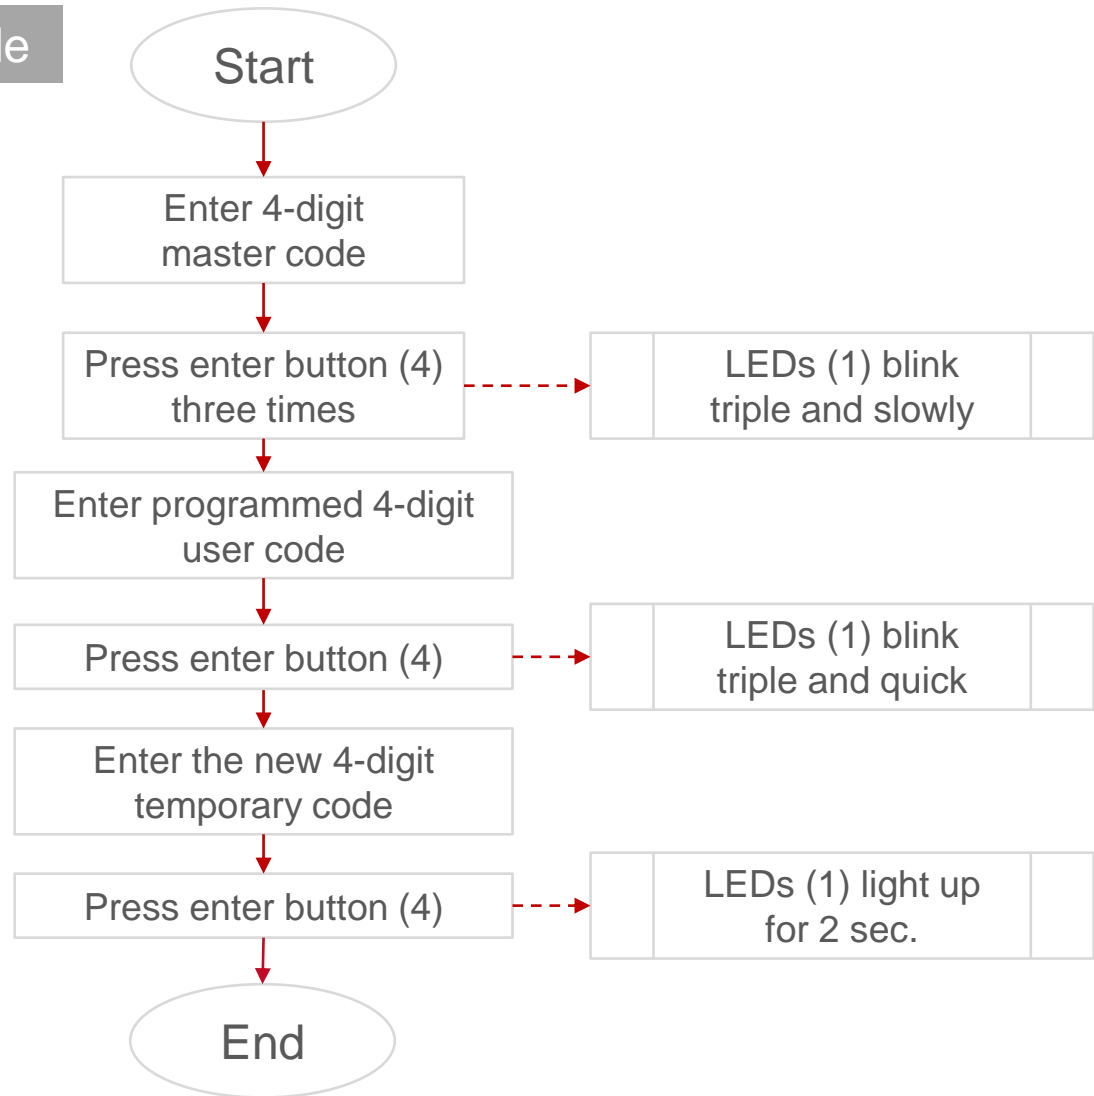 le
Start
Enter 4-digit
master code
Press enter button (4)
three times
LEDs (1) blink
triple and slowly
Enter programmed 4-digit
user code
Press enter button (4)
LEDs (1) blink
triple and quick
Enter the new 4-digit
temporary code
Press enter button (4)
LEDs (1) light up
for 2 sec.
End